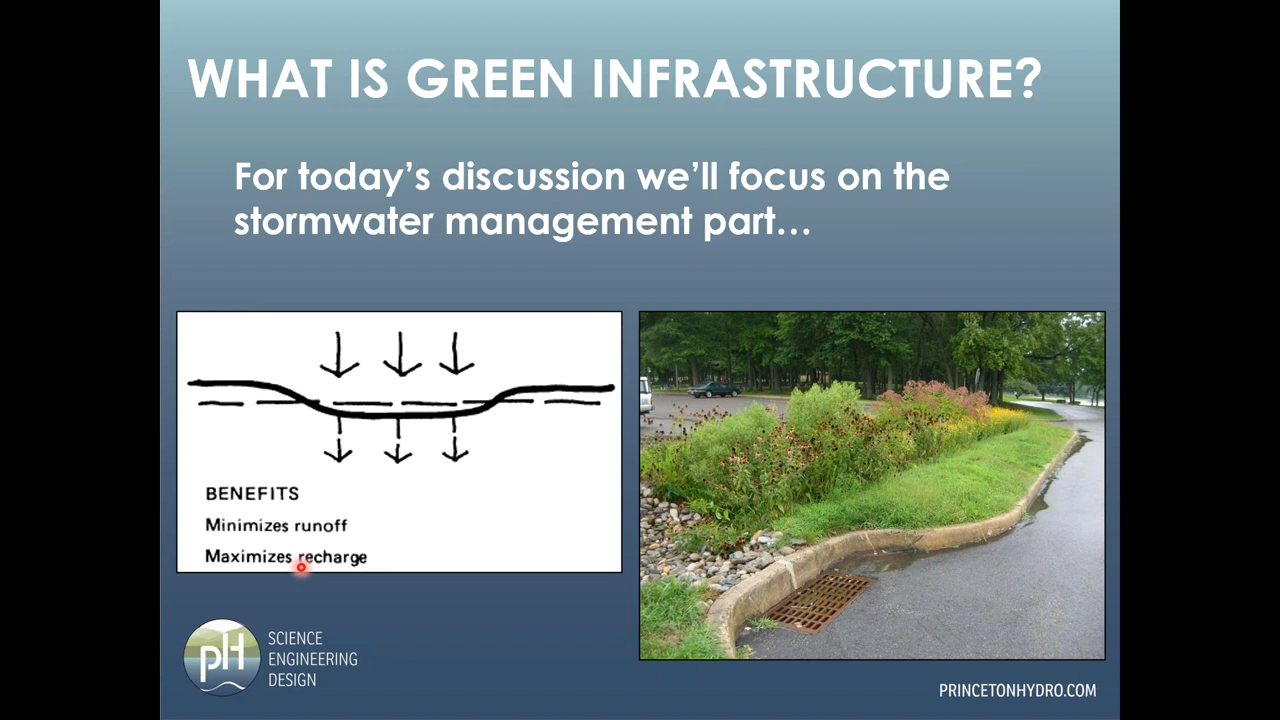 WHAT IS GREEN INFRASTRUCTURE?
For today’s discussion we’ll focus on the
stormwater management part...
BENEFITS
Minimizes runoff
Maximizes recharge
pH
SCIENCE
ENGINEERING
DESIGN
PRINCETONHYDRO.COM